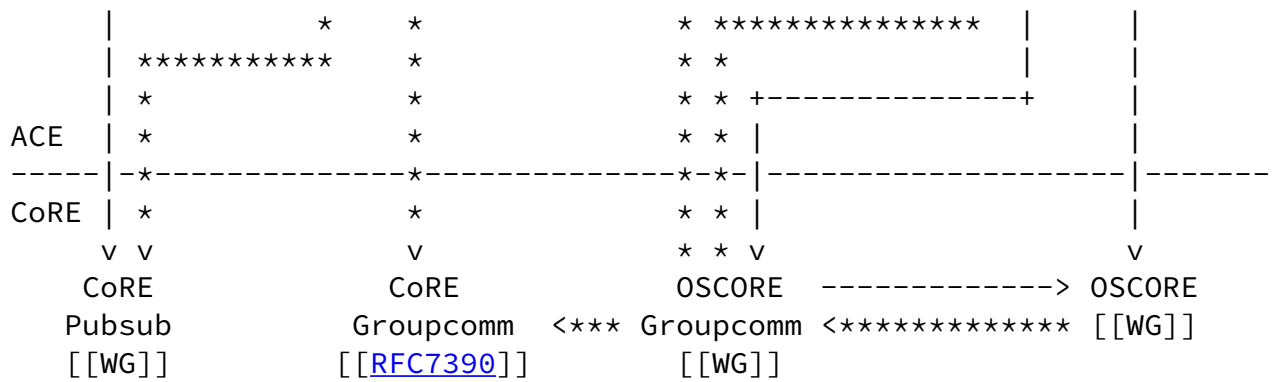 |           *    *              * ***************  |     |
     | ***********    *              * *                |     |
     | *              *              * * +--------------+     |
ACE  | *              *              * * |                    |
-----|-*--------------*--------------*-*-|--------------------|-------
CoRE | *              *              * * |                    |
     v v              v              * * v                    v
    CoRE             CoRE            OSCORE  -------------> OSCORE
   Pubsub          Groupcomm  <*** Groupcomm <************* [[WG]]
   [[WG]]         [[RFC7390]]        [[WG]]